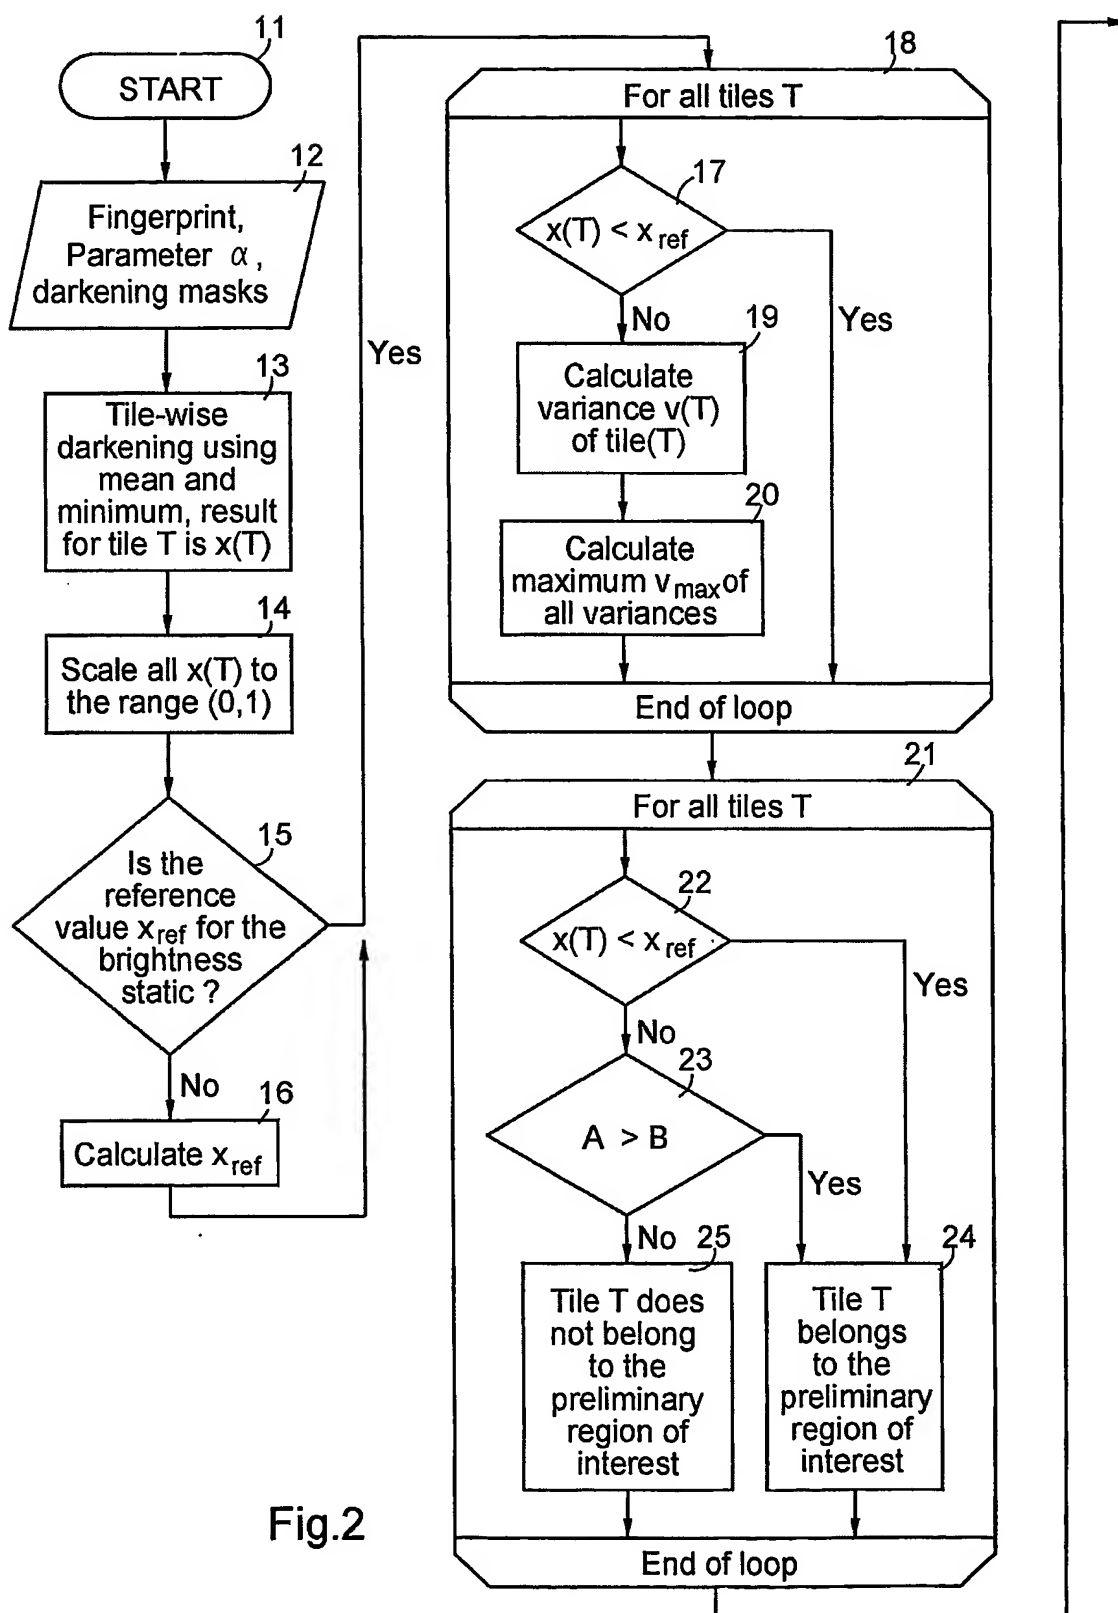 11
START
12
Fingerprint,
Parameter α,
darkening masks
13
Tile-wise
darkening using
mean and
minimum, result
for tile T is x(T)
14
Scale all x(T) to
the range (0,1)
15
Is the
reference
value xref for the
brightness
static ?
Yes
No
16
Calculate xref
18
For all tiles T
17
x(T) < xref
No
Yes
19
Calculate
variance v(T)
of tile(T)
20
Calculate
maximum vmax of
all variances
End of loop
21
For all tiles T
22
x(T) < xref
Yes
No
23
A > B
Yes
No
25
Tile T does
not belong
to the
preliminary
region of
interest
24
Tile T
belongs
to the
preliminary
region of
interest
End of loop
Fig.2